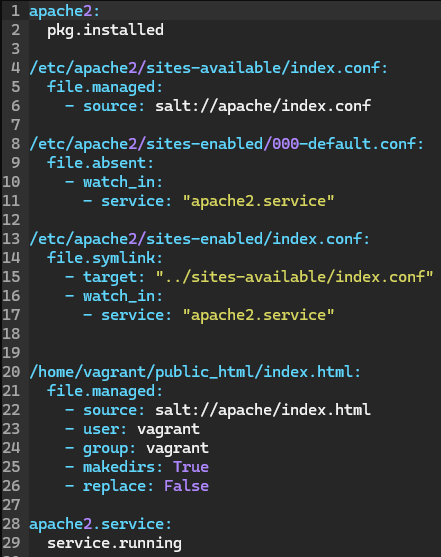 1 apache2:
2   pkg.installed
3
4 /etc/apache2/sites-available/index.conf:
5   file.managed:
6     - source: salt://apache/index.conf
7
8 /etc/apache2/sites-enabled/000-default.conf:
9   file.absent:
10     - watch_in:
11       - service: "apache2.service"
12
13 /etc/apache2/sites-enabled/index.conf:
14   file.symlink:
15     - target: "../sites-available/index.conf"
16     - watch_in:
17       - service: "apache2.service"
18
19
20 /home/vagrant/public_html/index.html:
21   file.managed:
22     - source: salt://apache/index.html
23     - user: vagrant
24     - group: vagrant
25     - makedirs: True
26     - replace: False
27
28 apache2.service:
29   service.running